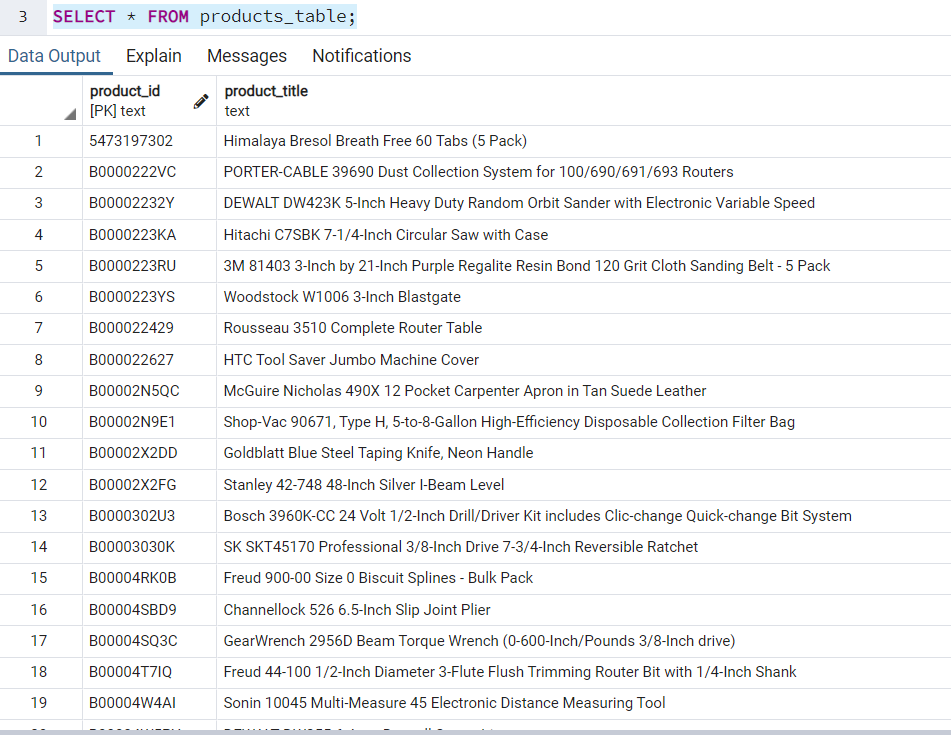 3 SELECT * FROM products_table;
Data Output Explain Messages Notifications
product_id product_title
[PK] text text
1 5473197302 Himalaya Bresol Breath Free 60 Tabs (5 Pack)
2 B0000222VC PORTER-CABLE 39690 Dust Collection System for 100/690/691/693 Routers
3 B00002232Y DEWALT DW423K 5-Inch Heavy Duty Random Orbit Sander with Electronic Variable Speed
4 B0000223KA Hitachi C7SBK 7-1/4-Inch Circular Saw with Case
5 B0000223RU 3M 81403 3-Inch by 21-Inch Purple Regalite Resin Bond 120 Grit Cloth Sanding Belt - 5 Pack
6 B0000223YS Woodstock W1006 3-Inch Blastgate
7 B000022429 Rousseau 3510 Complete Router Table
8 B000022627 HTC Tool Saver Jumbo Machine Cover
9 B00002N5QC McGuire Nicholas 490X 12 Pocket Carpenter Apron in Tan Suede Leather
10 B00002N9E1 Shop-Vac 90671, Type H, 5-to-8-Gallon High-Efficiency Disposable Collection Filter Bag
11 B00002X2DD Goldblatt Blue Steel Taping Knife, Neon Handle
12 B00002X2FG Stanley 42-748 48-Inch Silver I-Beam Level
13 B0000302U3 Bosch 3960K-CC 24 Volt 1/2-Inch Drill/Driver Kit includes Clic-change Quick-change Bit System
14 B00003030K SK SKT45170 Professional 3/8-Inch Drive 7-3/4-Inch Reversible Ratchet
15 B00004RK0B Freud 900-00 Size 0 Biscuit Splines - Bulk Pack
16 B00004SBD9 Channellock 526 6.5-Inch Slip Joint Plier
17 B00004SQ3C GearWrench 2956D Beam Torque Wrench (0-600-Inch/Pounds 3/8-Inch drive)
18 B00004T7IQ Freud 44-100 1/2-Inch Diameter 3-Flute Flush Trimming Router Bit with 1/4-Inch Shank
19 B00004W4AI Sonin 10045 Multi-Measure 45 Electronic Distance Measuring Tool